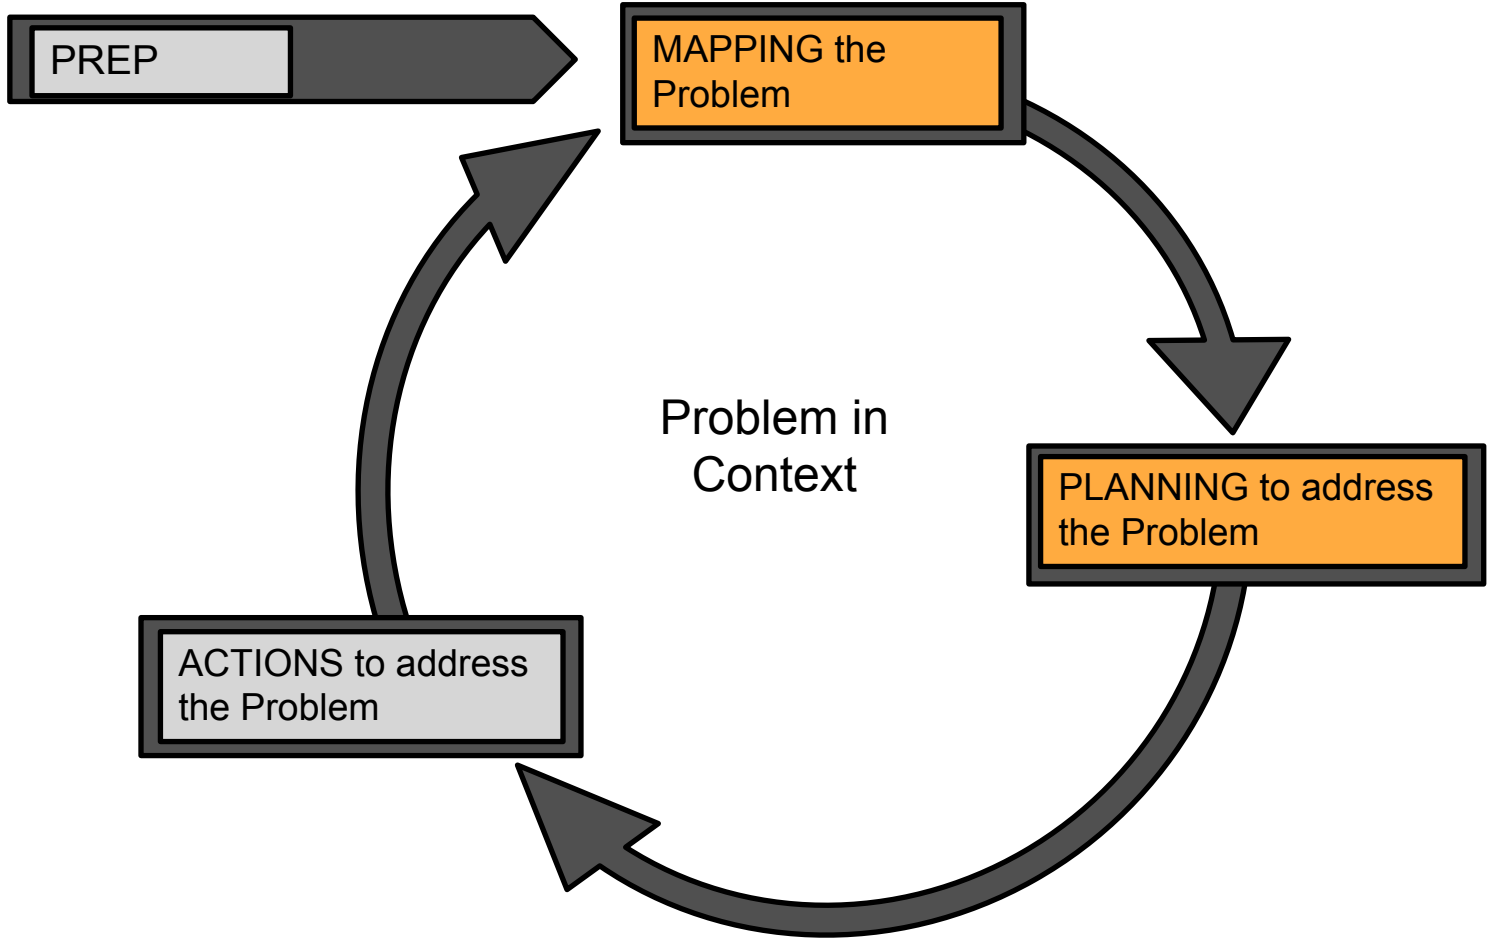 PREP
MAPPING the
Problem
Problem in
Context
PLANNING to address
the Problem
ACTIONS to address
the Problem